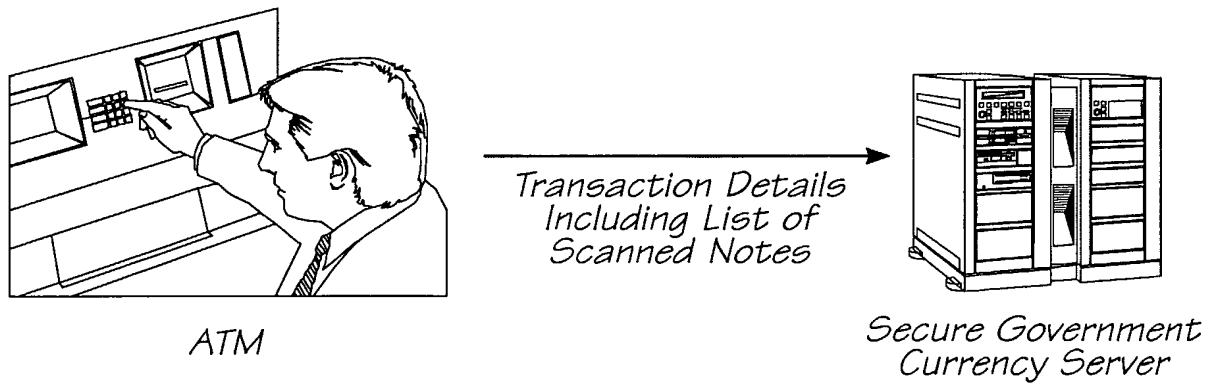 Transaction Details
Including List of
Scanned Notes
ATM
Secure Government
Currency Server